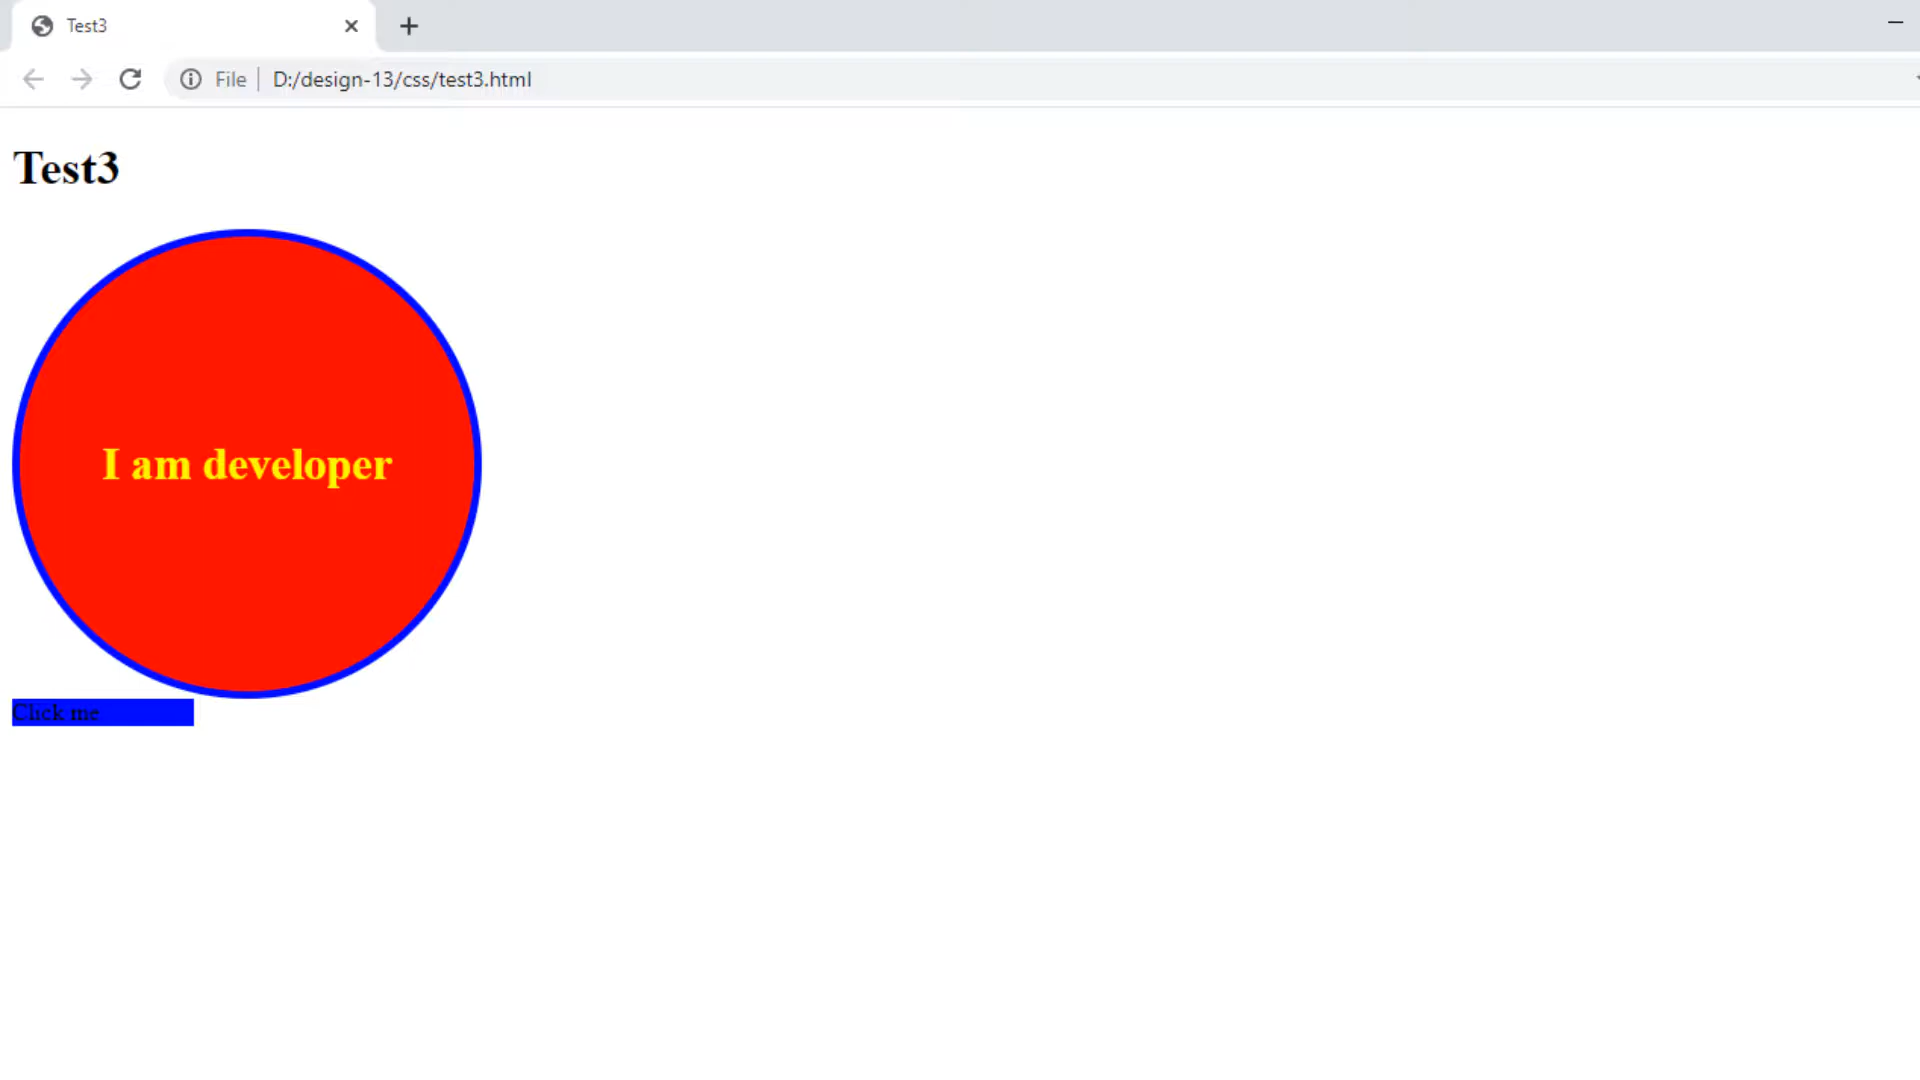 Test3
File D:/design-13/css/test3.html
Test3
I am developer
Click me